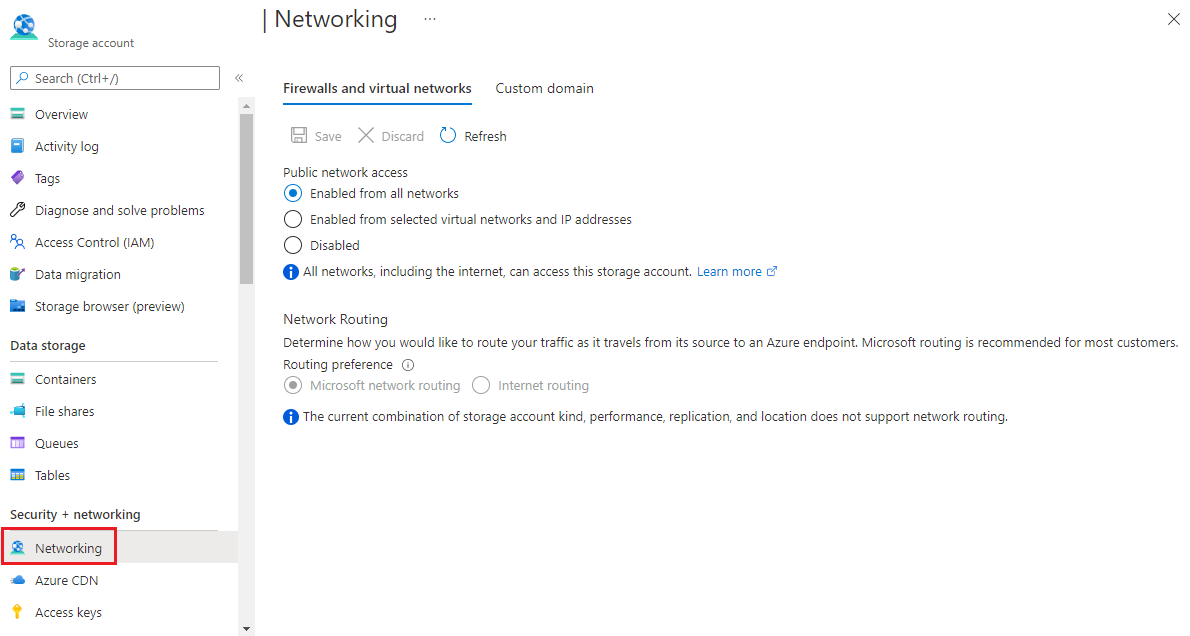 | Networking ...
Storage account
Search (Ctrl+/)
«
Overview
Activity log
Tags
Diagnose and solve problems
Access Control (IAM)
Data migration
Storage browser (preview)
Data storage
Containers
File shares
Queues
Tables
Security + networking
Networking
Azure CDN
Access keys
Firewalls and virtual networks Custom domain
Save Discard Refresh
Public network access
Enabled from all networks
Enabled from selected virtual networks and IP addresses
Disabled
All networks, including the internet, can access this storage account. Learn more
Network Routing
Determine how you would like to route your traffic as it travels from its source to an Azure endpoint. Microsoft routing is recommended for most customers.
Routing preference
Microsoft network routing Internet routing
The current combination of storage account kind, performance, replication, and location does not support network routing.